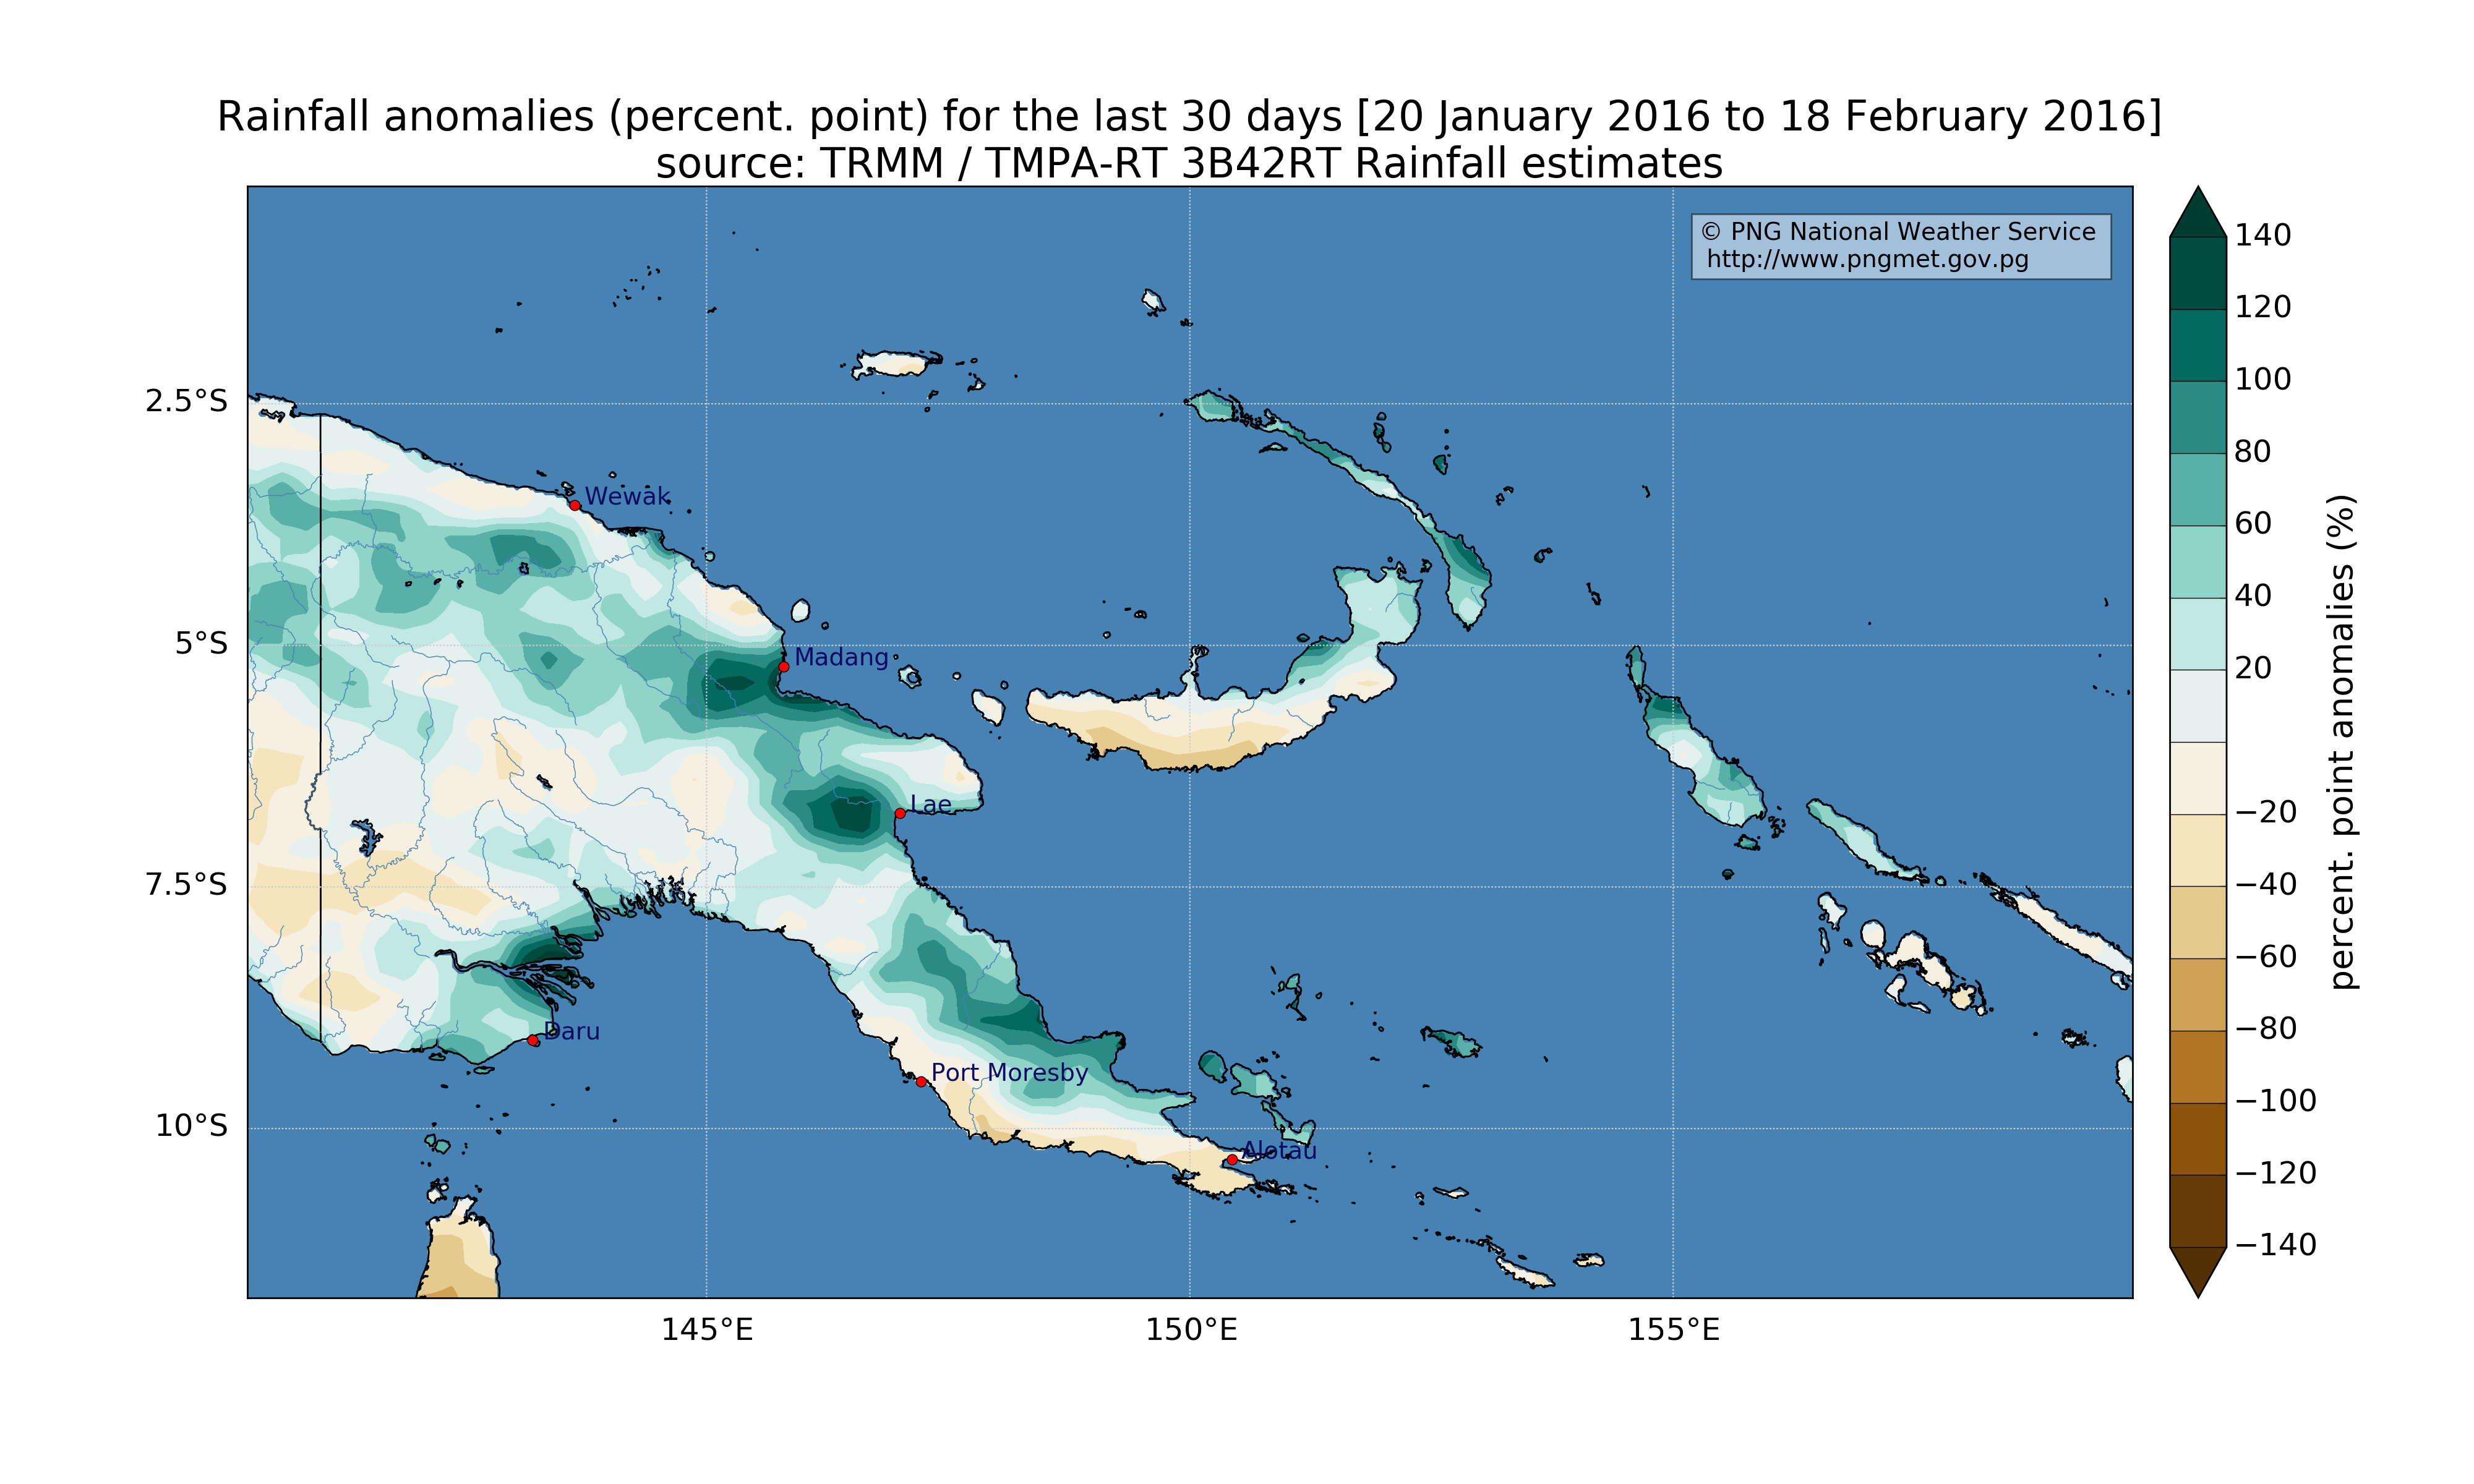 Rainfall anomalies (percent. point) for the last 30 days [20 January 2016 to 18 February 2016]
source: TRMM / TMPA-RT 3B42RT Rainfall estimates
© PNG National Weather Service
http://www.pngmet.gov.pg
2.5°S
5°S
7.5°S
10°S
Wewak
Madang
Lae
Daru
Port Moresby
Alotau
145°E
150°E
155°E
140
120
100
80
60
40
20
−20
−40
−60
−80
−100
−120
−140
percent. point anomalies (%)